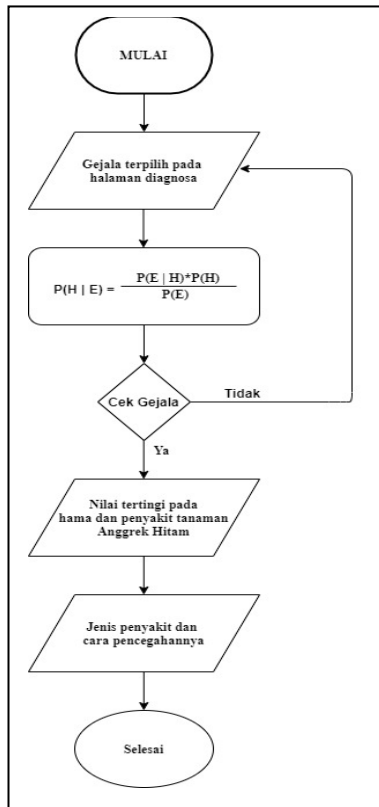 MULAI
Gejala terpilih pada
halaman diagnosa
P(H | E) = P(E | H)*P(H)
P(E)
Cek Gejala
Tidak
Ya
Nilai tertingi pada
hama dan penyakit tanaman
Anggrek Hitam
Jenis penyakit dan
cara pencegahannya
Selesai